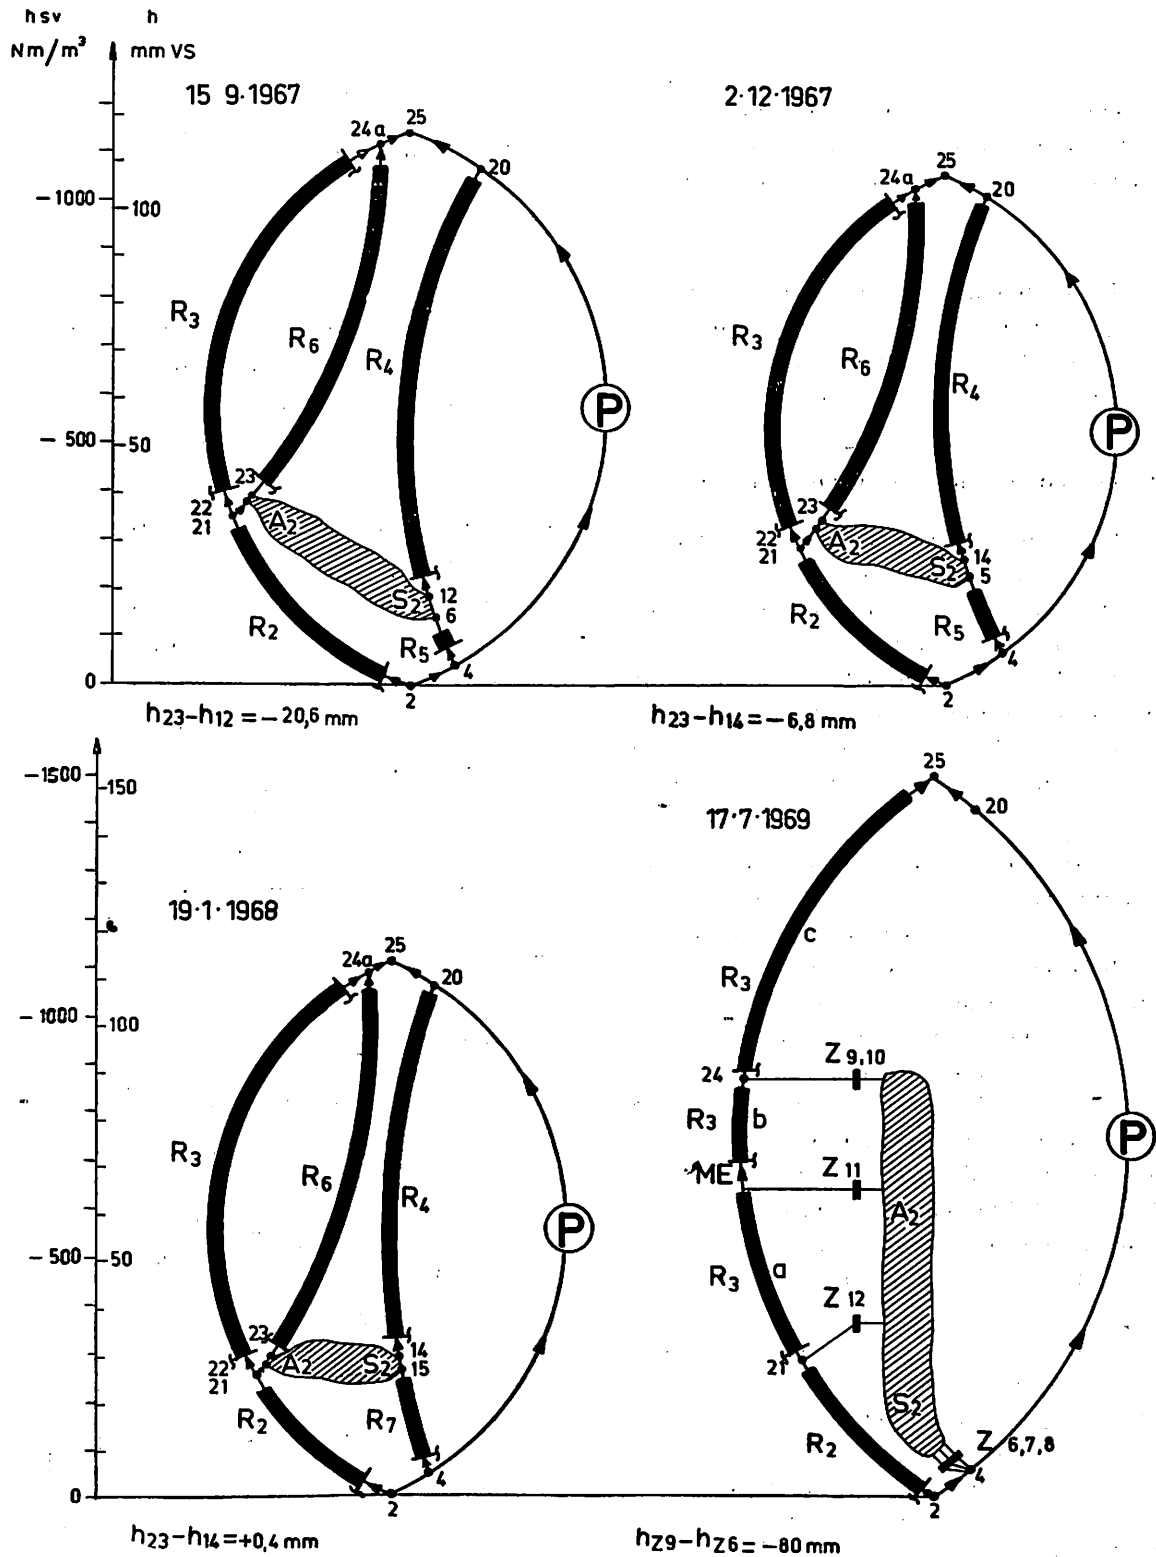 hsv h
Nm/m³ mm VS
15 9·1967
2·12·1967
25
24a
20
25
24a
20
-1000
100
R3
R6
R4
P
R3
R6
R4
P
-500
50
23
22
21
A2
S2
12
6
R2
R5
4
23
22
21
A2
S2
14
5
R2
R5
4
0
2
2
h23-h12 = -20,6 mm
h23-h14 = -6,8 mm
-1500
150
25
20
17·7·1969
19·1·1968
c
R3
25
24a
20
-1000
100
24
Z 9,10
R3 b
P
R3
R6
R4
ME
Z 11
A2
P
-500
50
R3 a
Z 12
23
22
21
A2
S2
14
15
21
S2
R2
R7
R2
Z 6,7,8
4
4
0
2
2
h23-h14 = +0,4 mm
hZ9-hZ6 = -80 mm